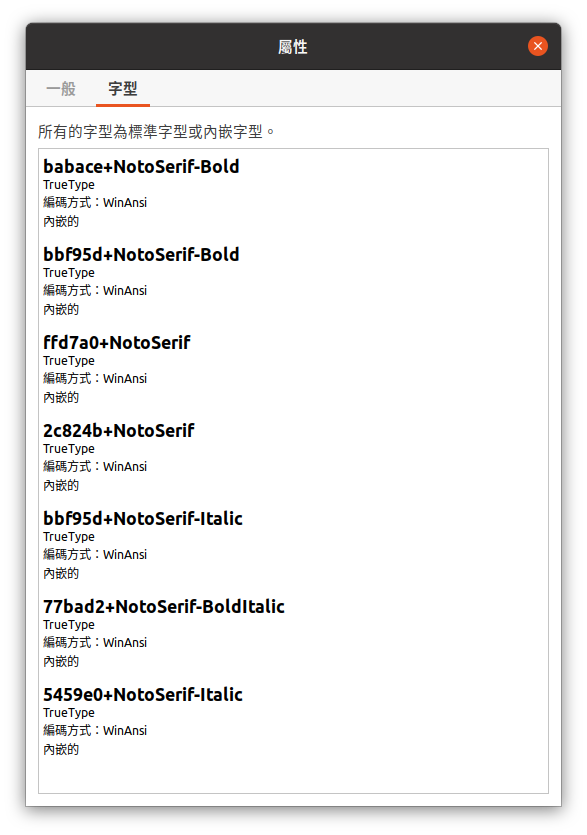 屬性
一般
字型
所有的字型為標準字型或內嵌字型。
babace+NotoSerif-Bold
TrueType
編碼方式：WinAnsi
內嵌的
bbf95d+NotoSerif-Bold
TrueType
編碼方式：WinAnsi
內嵌的
ffd7a0+NotoSerif
TrueType
編碼方式：WinAnsi
內嵌的
2c824b+NotoSerif
TrueType
編碼方式：WinAnsi
內嵌的
bbf95d+NotoSerif-Italic
TrueType
編碼方式：WinAnsi
內嵌的
77bad2+NotoSerif-BoldItalic
TrueType
編碼方式：WinAnsi
內嵌的
5459e0+NotoSerif-Italic
TrueType
編碼方式：WinAnsi
內嵌的